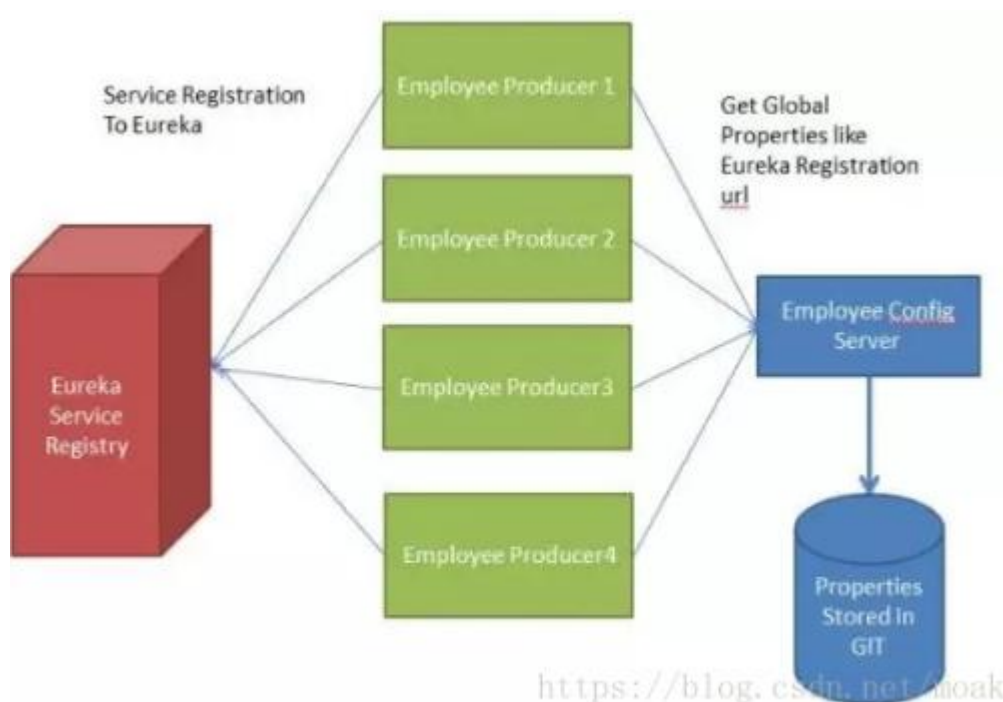 Service Registration
To Eureka
Employee Producer 1
Get Global
Properties like
Eureka Registration
url
Employee Producer 2
Employee Config
Server
Eureka
Service
Registry
Employee Producer3
Employee Producer4
Properties
Stored in
GIT
https://blog.csdn.net/moak